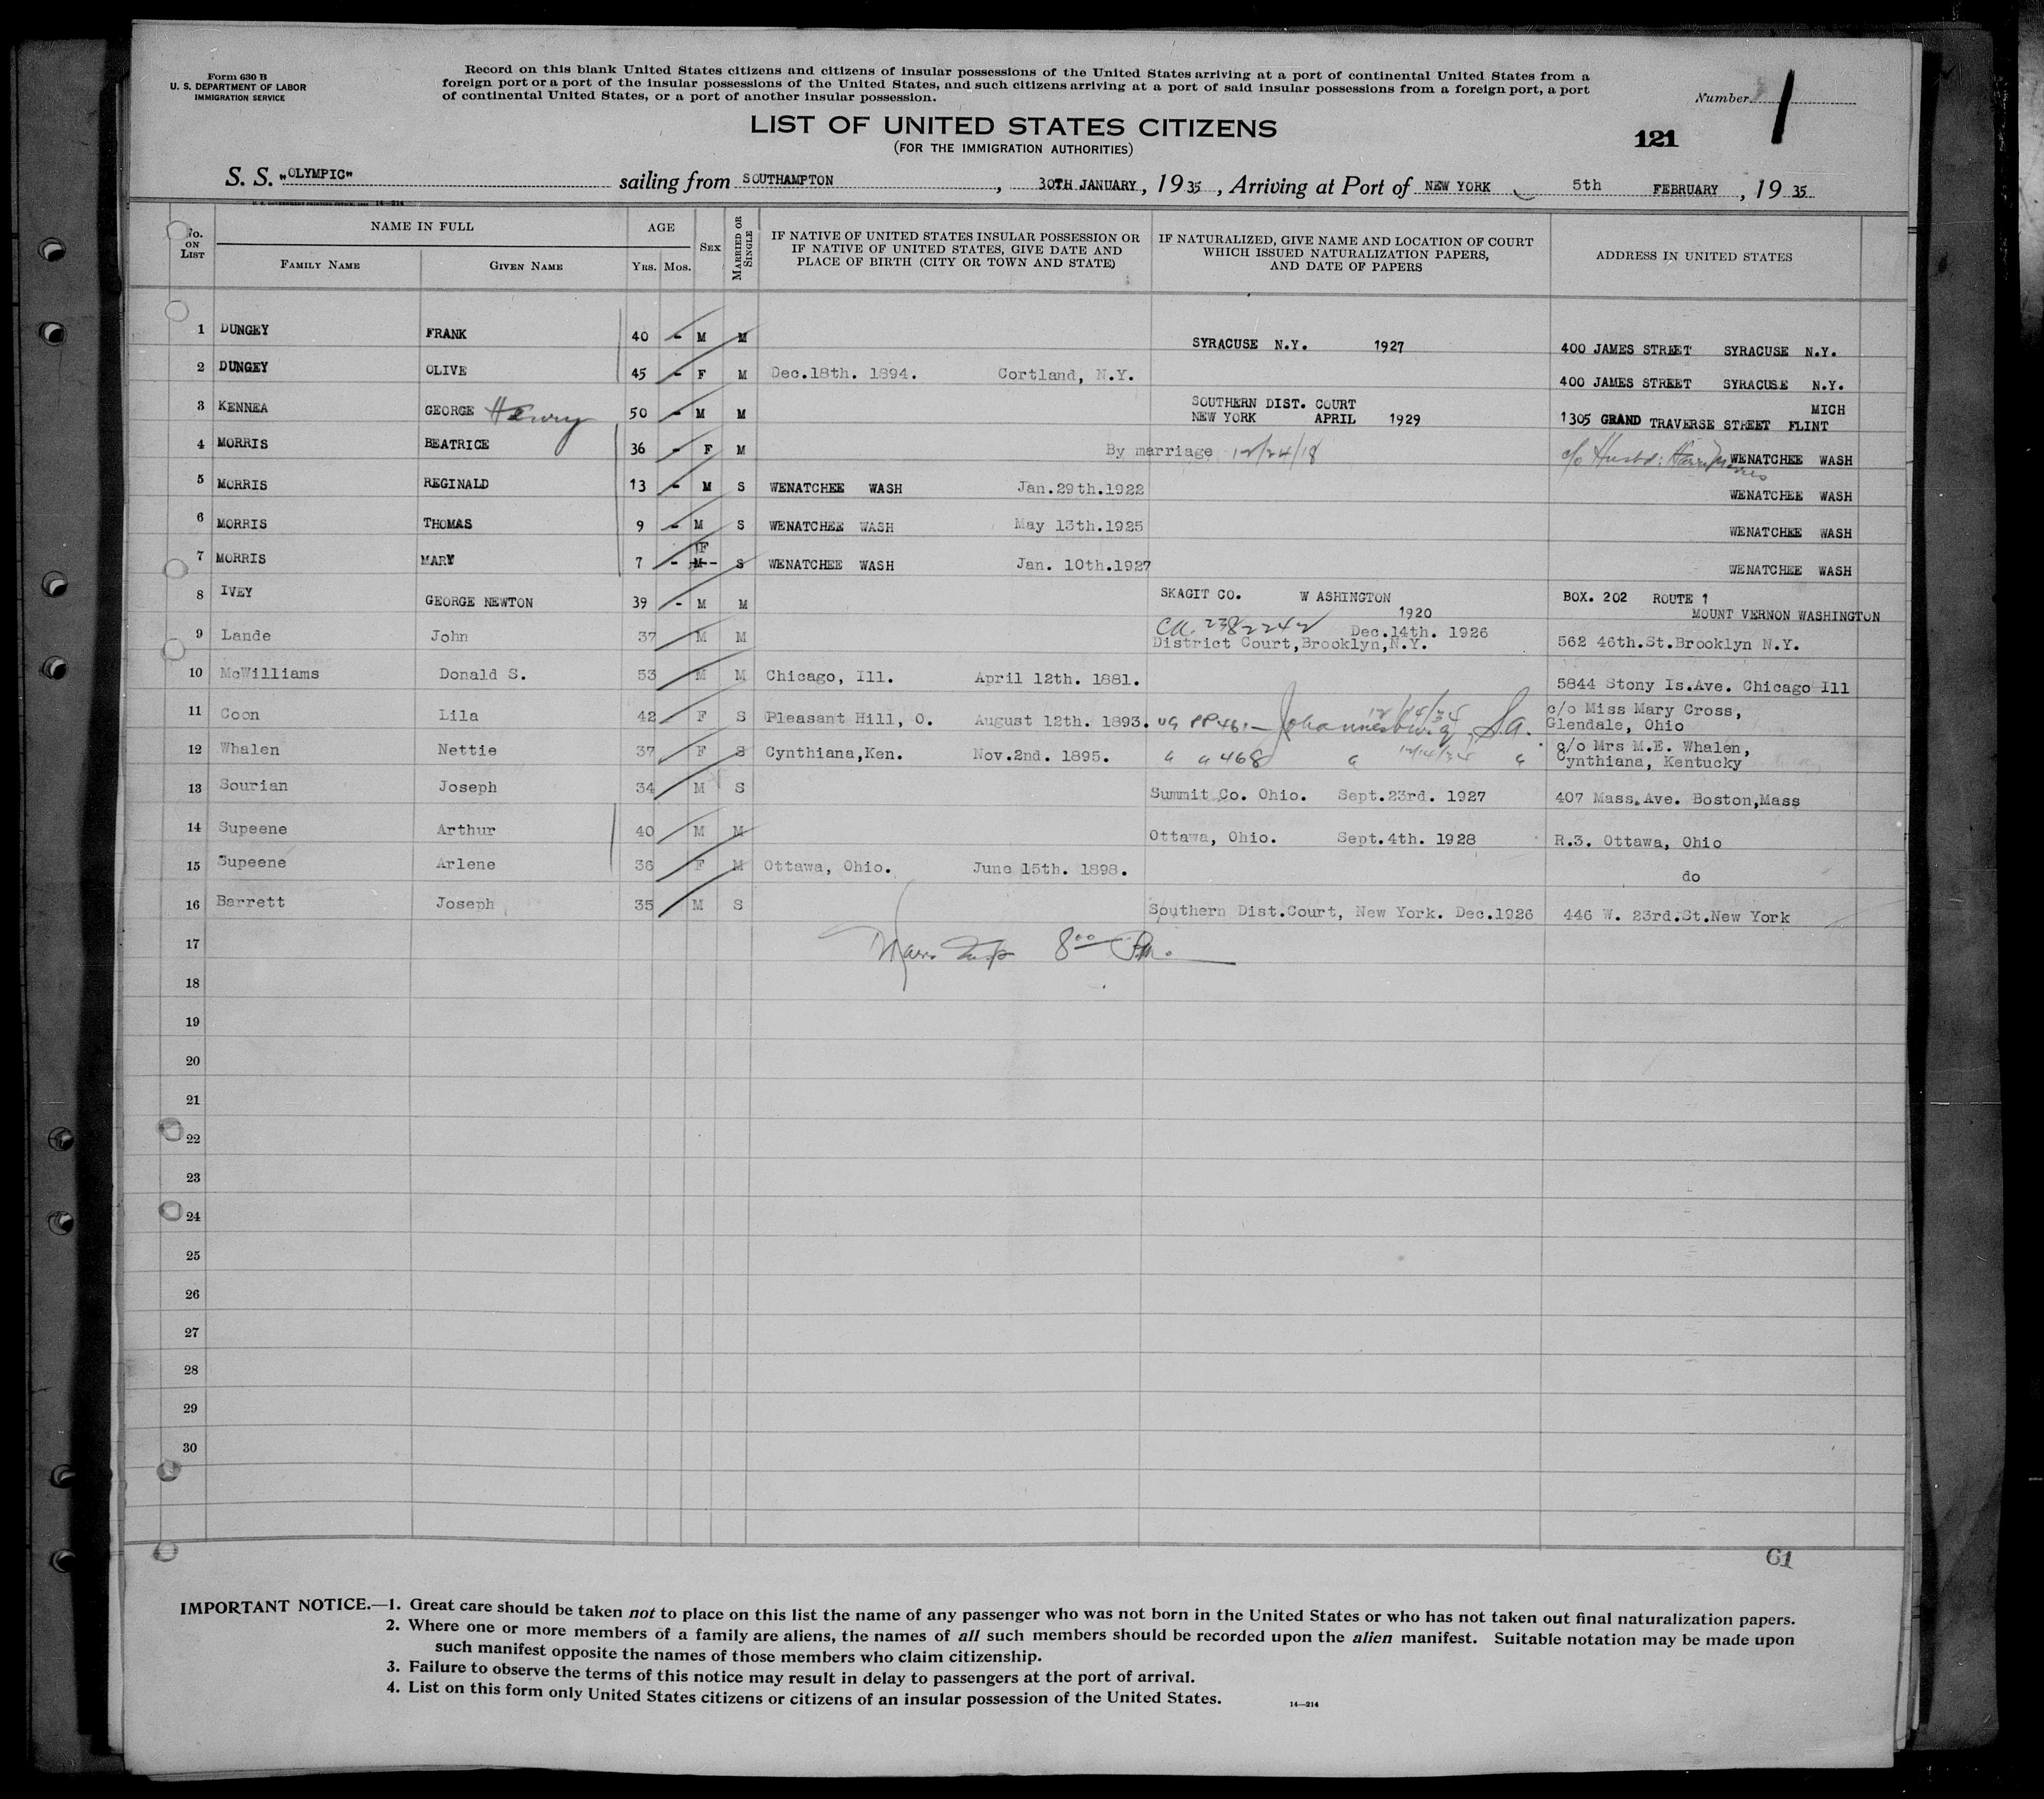 Form 630 B
U. S. DEPARTMENT OF LABOR
IMMIGRATION SERVICE
Record on this blank United States citizens and citizens of insular possessions of the United States arriving at a port of continental United States from a
foreign port or a port of the insular possessions of the United States, and such citizens arriving at a port of said insular possessions from a foreign port, a port
of continental United States, or a port of another insular possession.
Number 1
LIST OF UNITED STATES CITIZENS
(FOR THE IMMIGRATION AUTHORITIES)
121
S. S. "OLYMPIC" sailing from SOUTHAMPTON, 30TH JANUARY, 1935, Arriving at Port of NEW YORK 5th FEBRUARY, 1935
No. ON LIST
NAME IN FULL
FAMILY NAME
GIVEN NAME
AGE
YRS. MOS.
SEX
MARRIED OR SINGLE
IF NATIVE OF UNITED STATES INSULAR POSSESSION OR
IF NATIVE OF UNITED STATES, GIVE DATE AND
PLACE OF BIRTH (CITY OR TOWN AND STATE)
IF NATURALIZED, GIVE NAME AND LOCATION OF COURT
WHICH ISSUED NATURALIZATION PAPERS,
AND DATE OF PAPERS
ADDRESS IN UNITED STATES
1 DUNGEY FRANK 40 - M M SYRACUSE N.Y. 1927 400 JAMES STREET SYRACUSE N.Y.
2 DUNGEY OLIVE 45 - F M Dec.18th. 1894. Cortland, N.Y. 400 JAMES STREET SYRACUSE N.Y.
3 KENNEA GEORGE Henry 50 - M M SOUTHERN DIST. COURT
NEW YORK APRIL 1929 1305 GRAND TRAVERSE STREET FLINT MICH
4 MORRIS BEATRICE 36 - F M By marriage 12/24/18 c/o Husbd: Harry Morris WENATCHEE WASH
5 MORRIS REGINALD 13 - M S WENATCHEE WASH Jan.29th.1922 WENATCHEE WASH
6 MORRIS THOMAS 9 - M S WENATCHEE WASH May 13th.1925 WENATCHEE WASH
7 MORRIS MARY 7 - M-- F S WENATCHEE WASH Jan. 10th.1927 WENATCHEE WASH
8 IVEY GEORGE NEWTON 39 - M M SKAGIT CO. W ASHINGTON
1920 BOX. 202 ROUTE 1
MOUNT VERNON WASHINGTON
9 Lande John 37 M M 2382242 Dec.14th. 1926
District Court,Brooklyn,N.Y. 562 46th.St.Brooklyn N.Y.
10 McWilliams Donald S. 53 M M Chicago, Ill. April 12th. 1881. 5844 Stony Is.Ave. Chicago Ill
11 Coon Lila 42 F S Pleasant Hill, O. August 12th. 1893. PP 461- Johannesburg, S.a. 12/14/34 c/o Miss Mary Cross,
Glendale, Ohio
12 Whalen Nettie 37 F S Cynthiana,Ken. Nov.2nd. 1895. " " 468 " 12/14/34 " c/o Mrs M.E. Whalen,
Cynthiana, Kentucky
13 Sourian Joseph 34 M S Summit Co. Ohio. Sept.23rd. 1927 407 Mass.Ave. Boston,Mass
14 Supeene Arthur 40 M M Ottawa, Ohio. Sept.4th. 1928 R.3. Ottawa, Ohio
15 Supeene Arlene 36 F M Ottawa, Ohio. June 15th. 1898. do
16 Barrett Joseph 35 M S Southern Dist.Court, New York. Dec.1926 446 W. 23rd.St.New York
17 8 00 P.M.
18
19
20
21
22
23
24
25
26
27
28
29
30
61
IMPORTANT NOTICE.—1. Great care should be taken not to place on this list the name of any passenger who was not born in the United States or who has not taken out final naturalization papers.
2. Where one or more members of a family are aliens, the names of all such members should be recorded upon the alien manifest. Suitable notation may be made upon
such manifest opposite the names of those members who claim citizenship.
3. Failure to observe the terms of this notice may result in delay to passengers at the port of arrival.
4. List on this form only United States citizens or citizens of an insular possession of the United States.
14—214